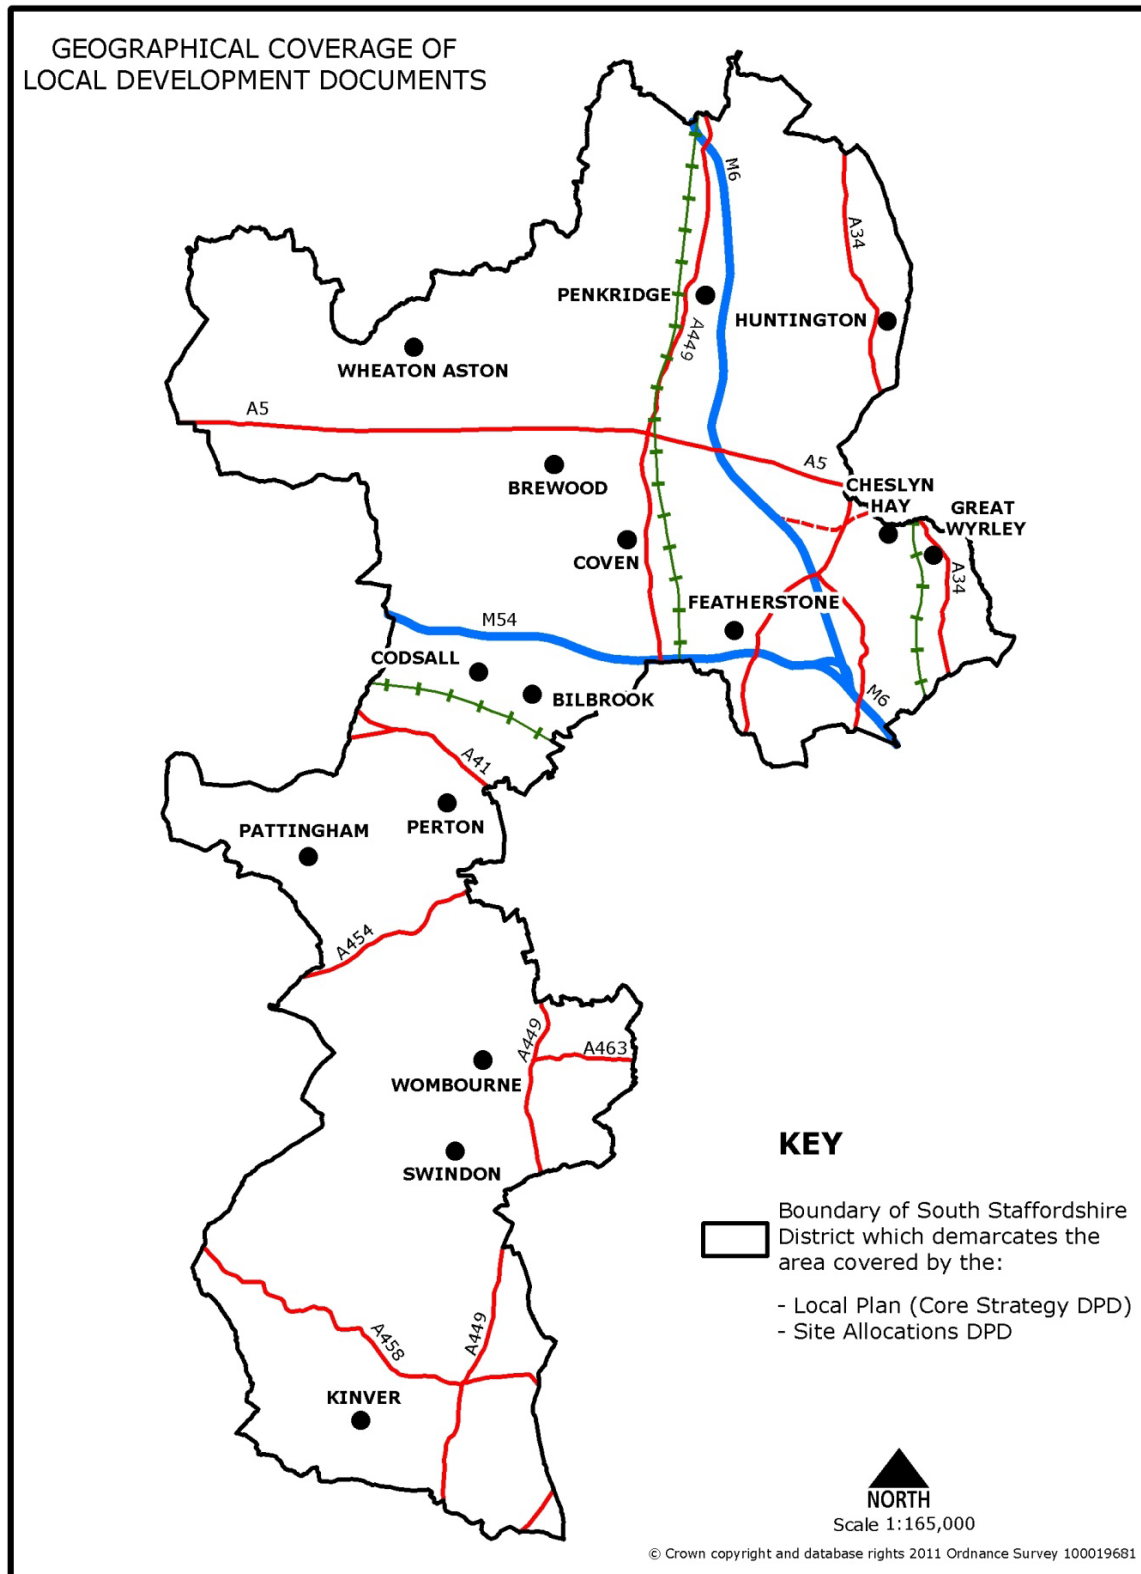 GEOGRAPHICAL COVERAGE OF
LOCAL DEVELOPMENT DOCUMENTS
M6
A34
PENKRIDGE
HUNTINGTON
A449
WHEATON ASTON
A5
A5
BREWOOD
CHESLYN
HAY
GREAT
WYRLEY
COVEN
A34
FEATHERSTONE
M54
CODSALL
BILBROOK
M6
A41
PERTON
PATTINGHAM
A454
A449
A463
WOMBOURNE
SWINDON
KEY
Boundary of South Staffordshire
District which demarcates the
area covered by the:
- Local Plan (Core Strategy DPD)
- Site Allocations DPD
A458
A449
KINVER
NORTH
Scale 1:165,000
© Crown copyright and database rights 2011 Ordnance Survey 100019681